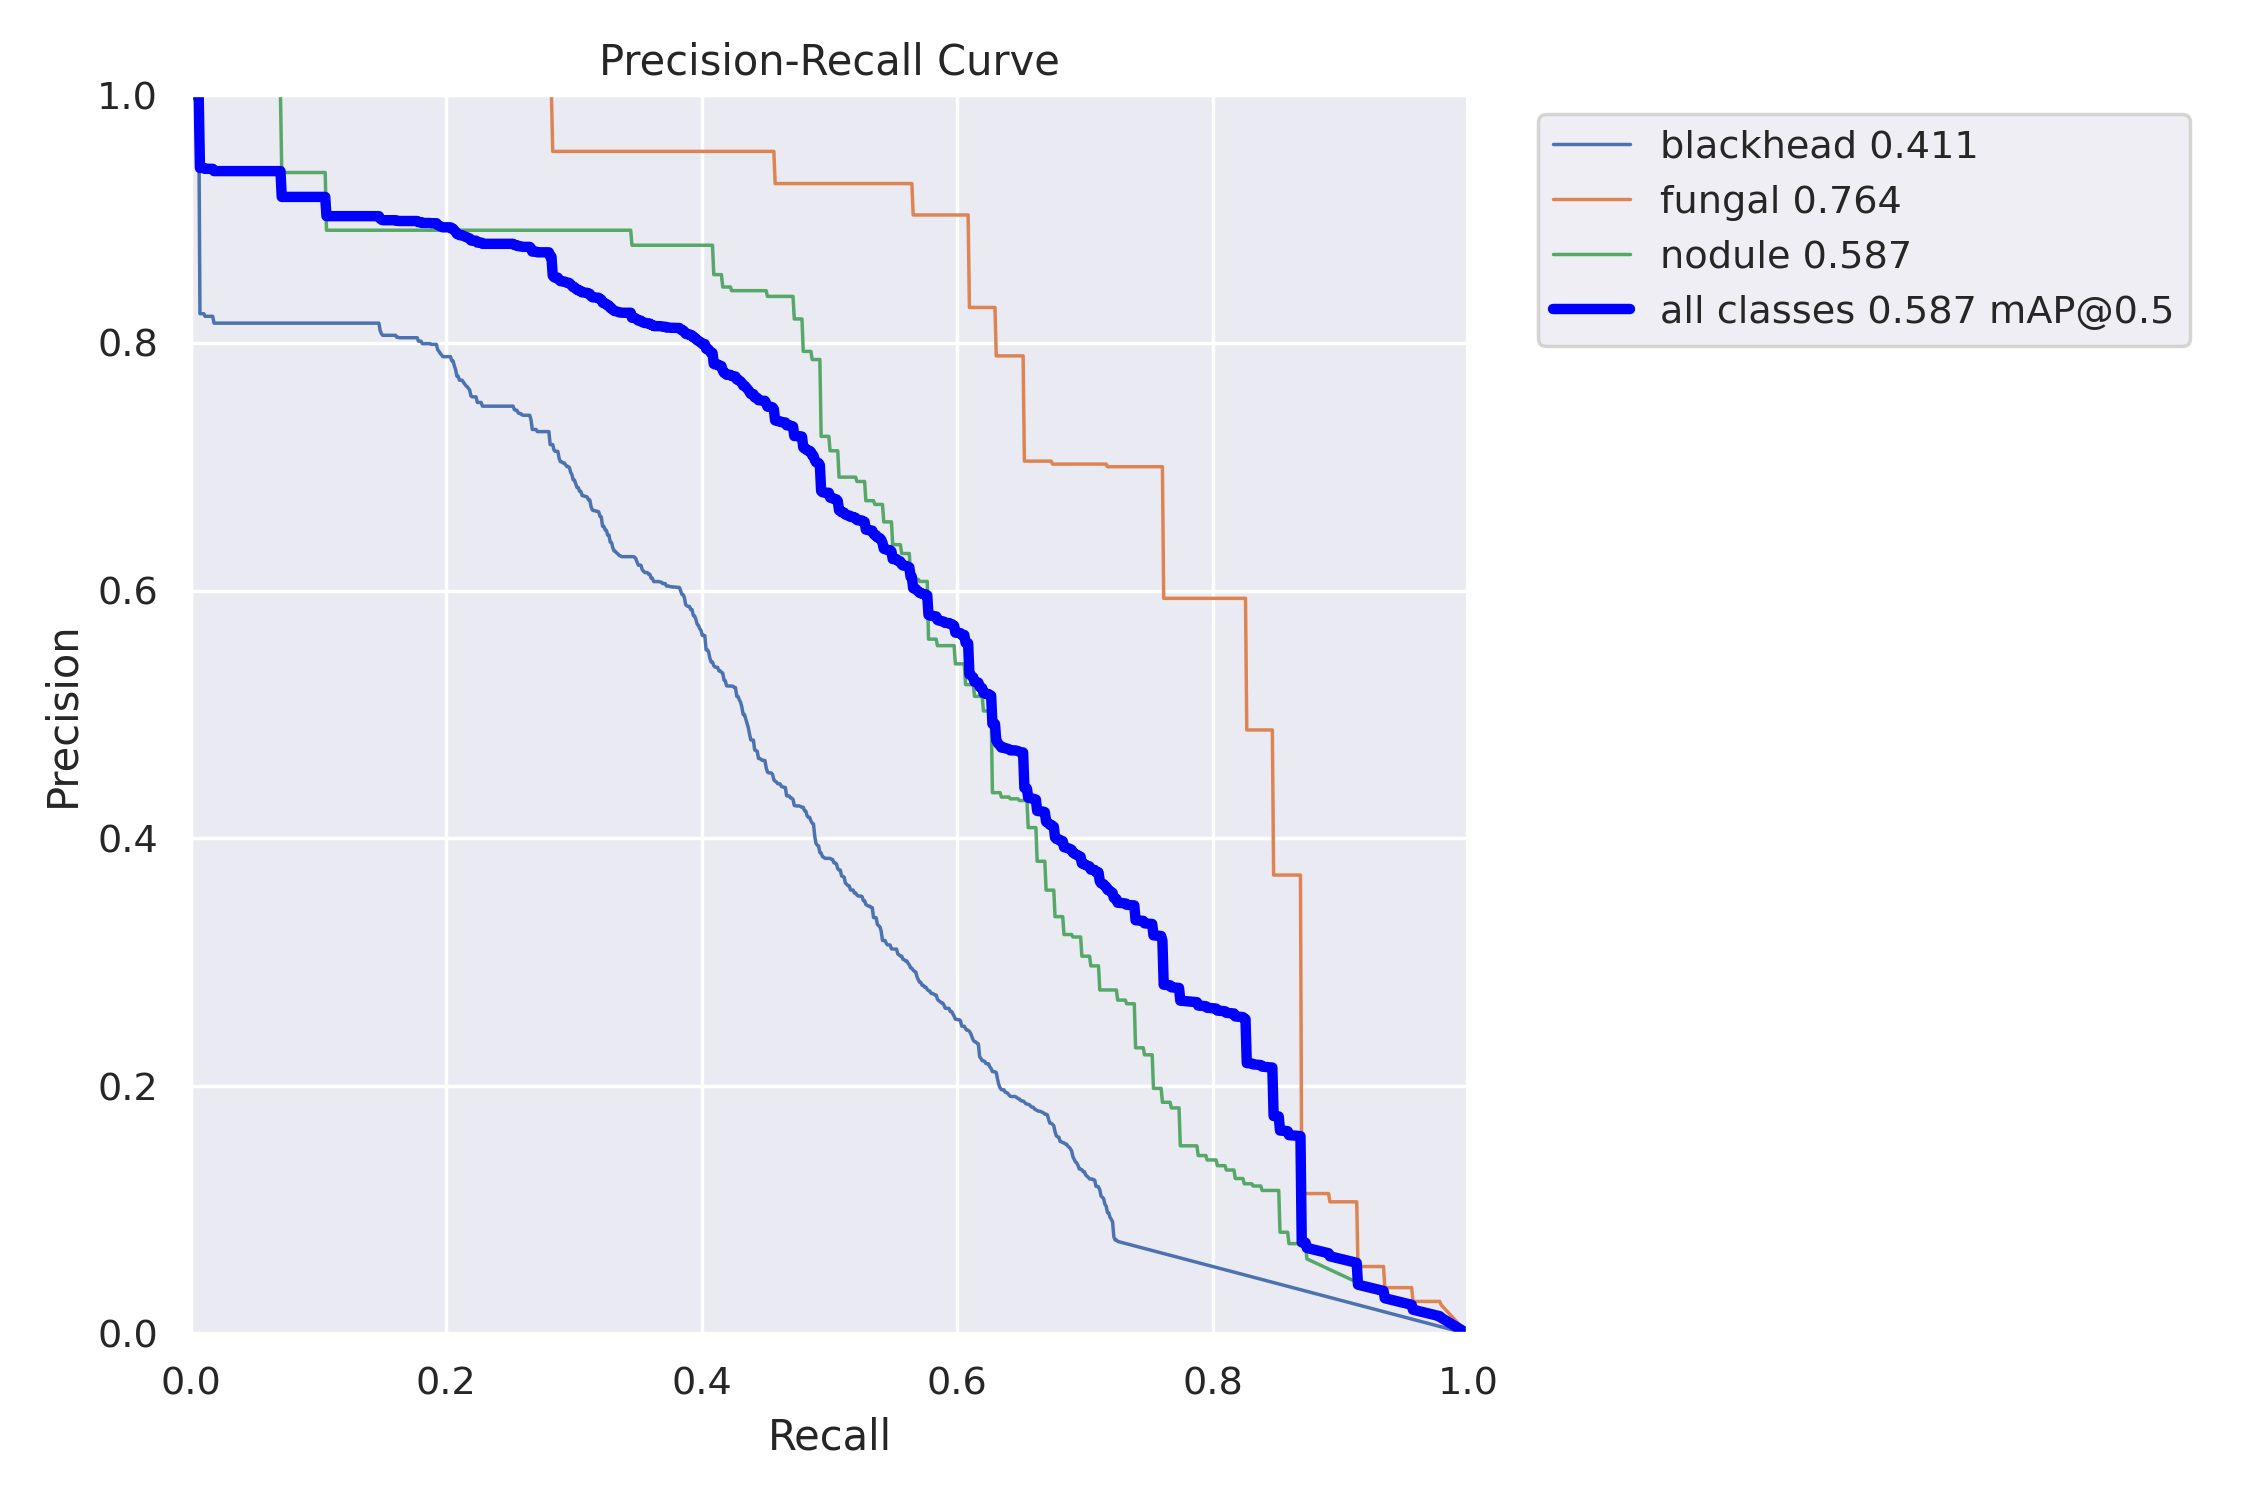 Precision-Recall Curve
1.0
0.8
0.6
0.4
0.2
0.0
Precision
0.0 0.2 0.4 0.6 0.8 1.0
Recall
blackhead 0.411
fungal 0.764
nodule 0.587
all classes 0.587 mAP@0.5